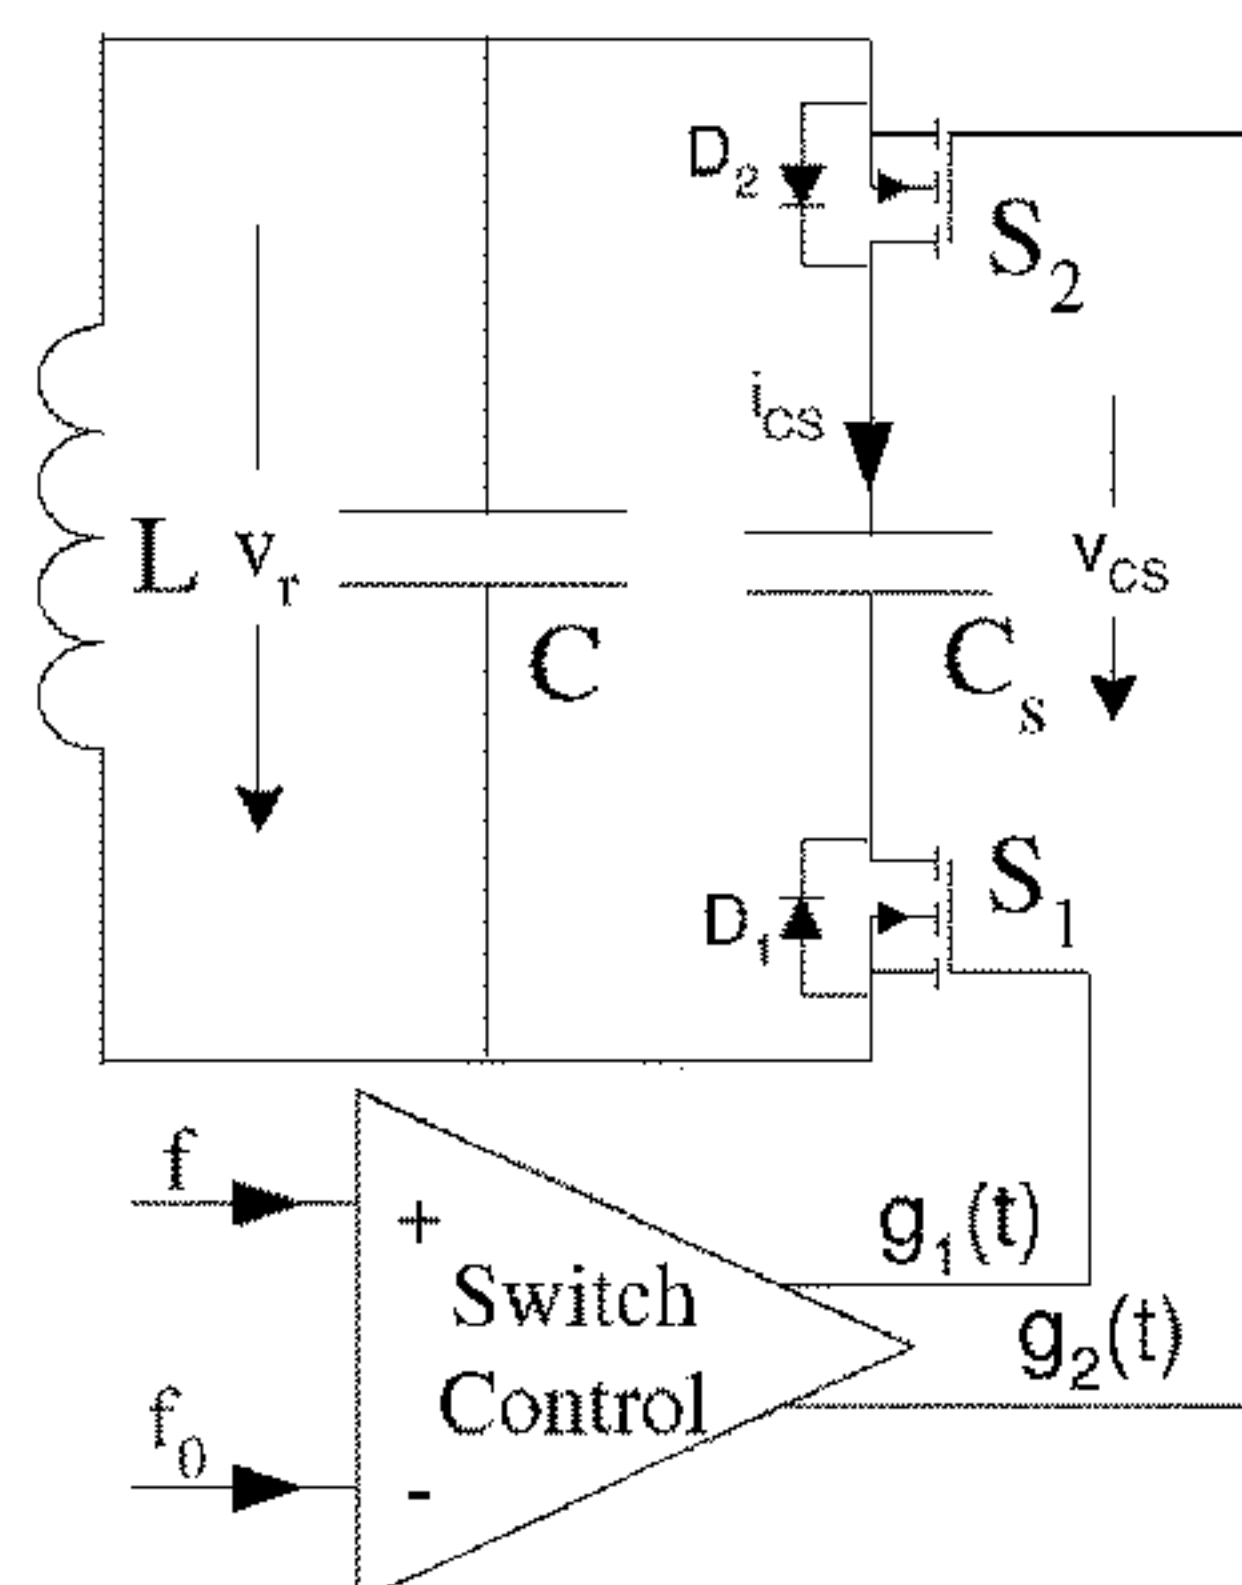 D2
S2
iCS
L
vr
vCS
C
Cs
S1
D1
f
+
g1(t)
Switch
g2(t)
Control
f0
-